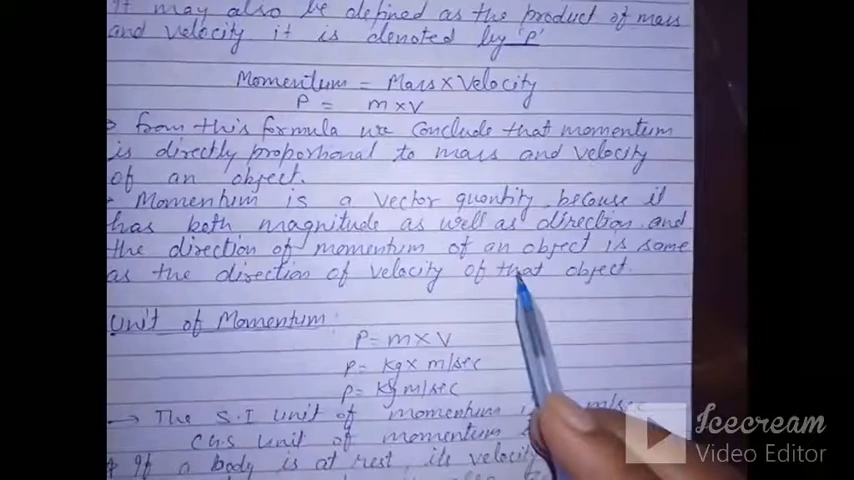 It may also be defined as the product of mass
and velocity it is denoted by 'P'
Momentum = Mass × Velocity
P = m×v
From this formula we conclude that momentum
is directly proportional to mass and velocity
of an object.
Momentum is a vector quantity because it
has both magnitude as well as direction and
the direction of momentum of an object is same
as the direction of velocity of that object.
Unit of Momentum:
P = m × V
P = Kg × m/sec
P = Kg m/sec
→ The S.I unit of momentum m/sec
CGS Unit of momentum
If a body is at rest, its velocity
Icecream
Video Editor